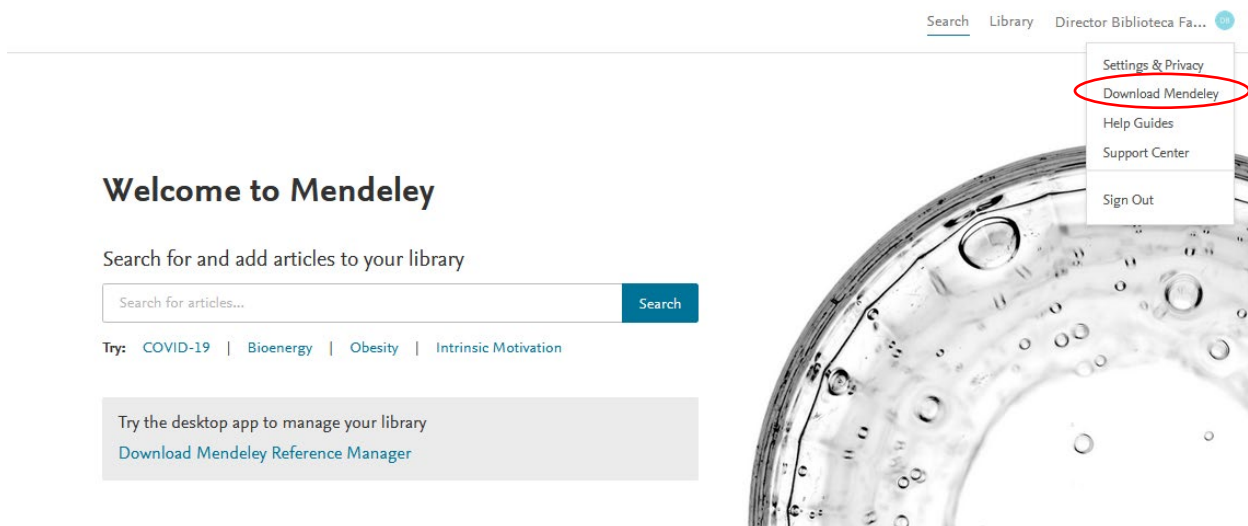 Search Library Director Biblioteca Fa... DB
Settings & Privacy
Download Mendeley
Help Guides
Support Center
Sign Out
Welcome to Mendeley
Search for and add articles to your library
Search for articles... Search
Try: COVID-19 | Bioenergy | Obesity | Intrinsic Motivation
Try the desktop app to manage your library
Download Mendeley Reference Manager